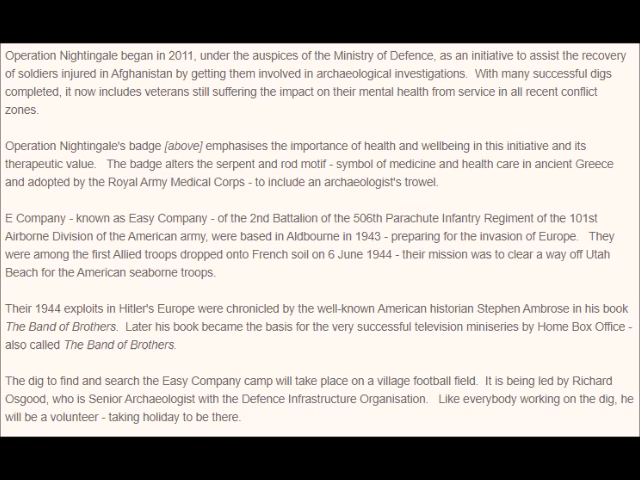 Operation Nightingale began in 2011, under the auspices of the Ministry of Defence, as an initiative to assist the recovery
of soldiers injured in Afghanistan by getting them involved in archaeological investigations.  With many successful digs
completed, it now includes veterans still suffering the impact on their mental health from service in all recent conflict
zones.
Operation Nightingale's badge [above] emphasises the importance of health and wellbeing in this initiative and its
therapeutic value.   The badge alters the serpent and rod motif - symbol of medicine and health care in ancient Greece
and adopted by the Royal Army Medical Corps - to include an archaeologist's trowel.
E Company - known as Easy Company - of the 2nd Battalion of the 506th Parachute Infantry Regiment of the 101st
Airborne Division of the American army, were based in Aldbourne in 1943 - preparing for the invasion of Europe.   They
were among the first Allied troops dropped onto French soil on 6 June 1944 - their mission was to clear a way off Utah
Beach for the American seaborne troops.
Their 1944 exploits in Hitler's Europe were chronicled by the well-known American historian Stephen Ambrose in his book
The Band of Brothers.  Later his book became the basis for the very successful television miniseries by Home Box Office -
also called The Band of Brothers.
The dig to find and search the Easy Company camp will take place on a village football field.  It is being led by Richard
Osgood, who is Senior Archaeologist with the Defence Infrastructure Organisation.   Like everybody working on the dig, he
will be a volunteer - taking holiday to be there.